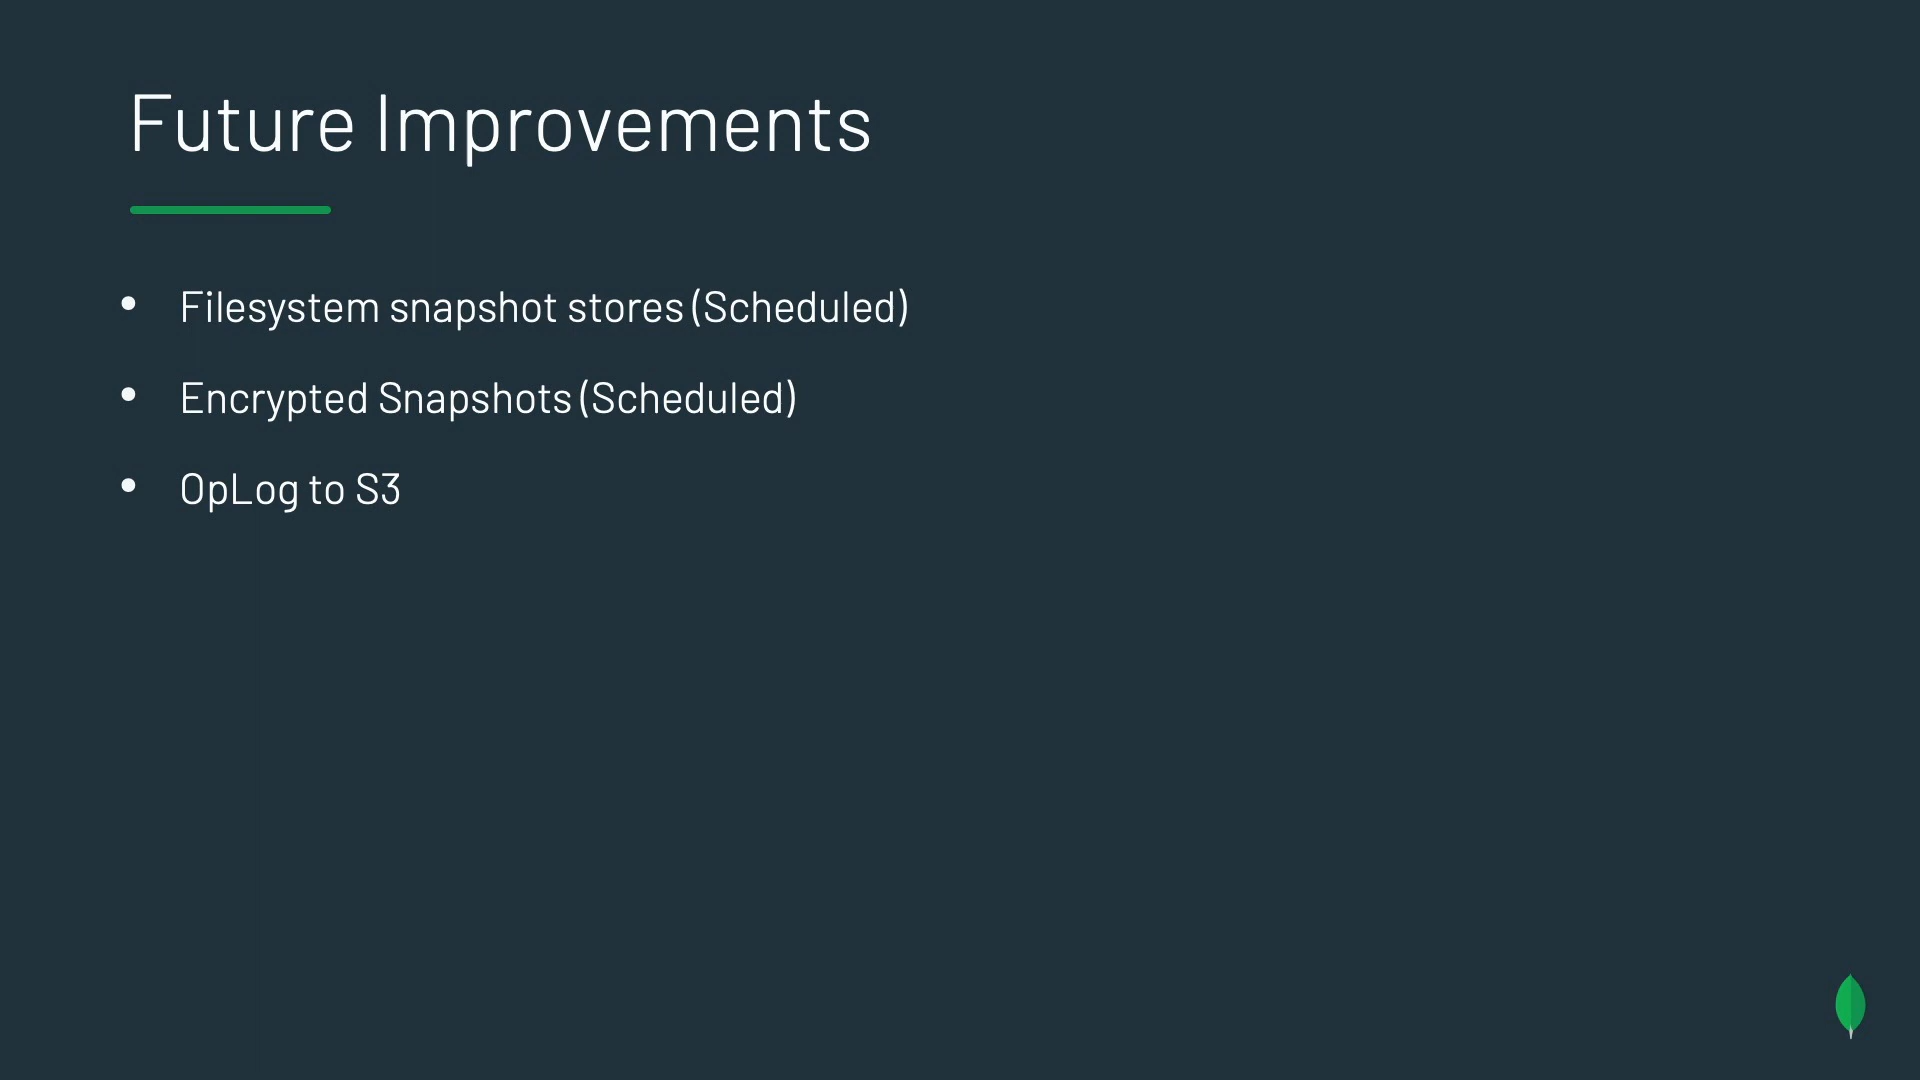 Future Improvements
Filesystem snapshot stores (Scheduled)
Encrypted Snapshots (Scheduled)
OpLog to S3